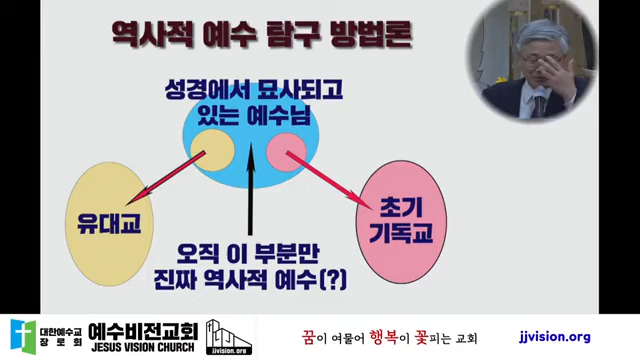 역사적 예수 탐구 방법론
성경에서 묘사되고
있는 예수님
유대교
초기
기독교
오직 이 부분만
진짜 역사적 예수(?)
대한예수교
장로회
예수비전교회
JESUS VISION CHURCH
jjvision.org
꿈이 여물어 행복이 꽃피는 교회
jjvision.org